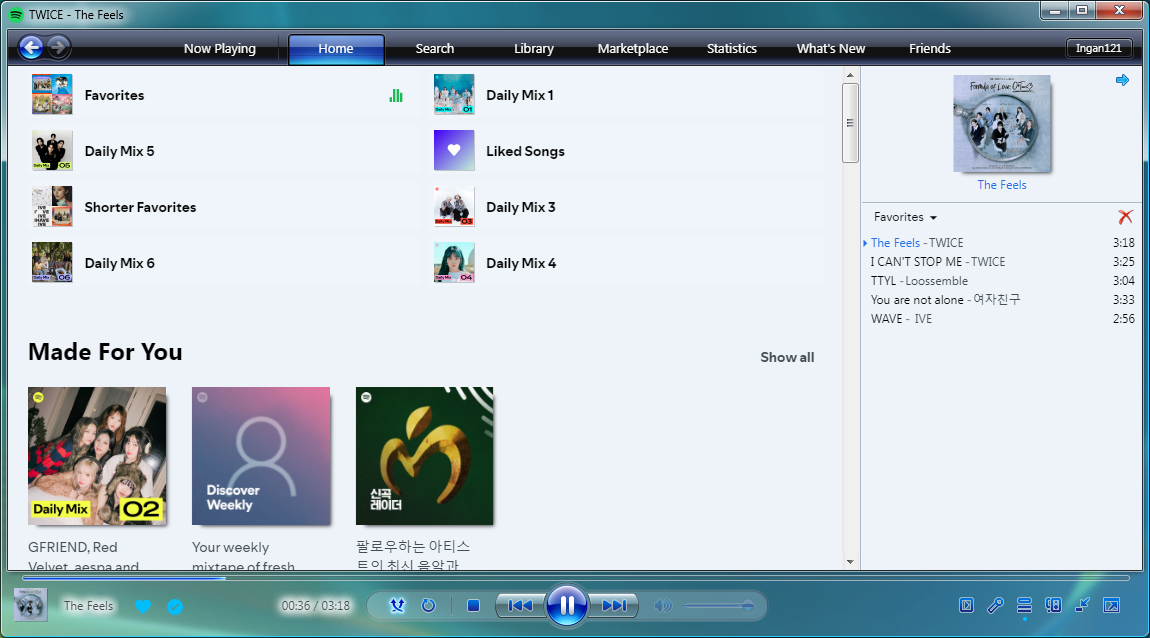 TWICE - The Feels
Now Playing
Home
Search
Library
Marketplace
Statistics
What's New
Friends
Ingan121
Favorites
Daily Mix 1
Daily Mix 5
Liked Songs
Shorter Favorites
Daily Mix 3
Daily Mix 6
Daily Mix 4
Made For You
Show all
Daily Mix 02
Discover
Weekly
신곡
레이더
GFRIEND, Red
Velvet, aespa and
Your weekly
mixtape of fresh
팔로우하는 아티스
트의 최신 음악과
Formula of Love: O+T=<3
The Feels
Favorites
The Feels - TWICE 3:18
I CAN'T STOP ME - TWICE 3:25
TTYL - Loossemble 3:04
You are not alone - 여자친구 3:33
WAVE - IVE 2:56
The Feels
00:36 / 03:18